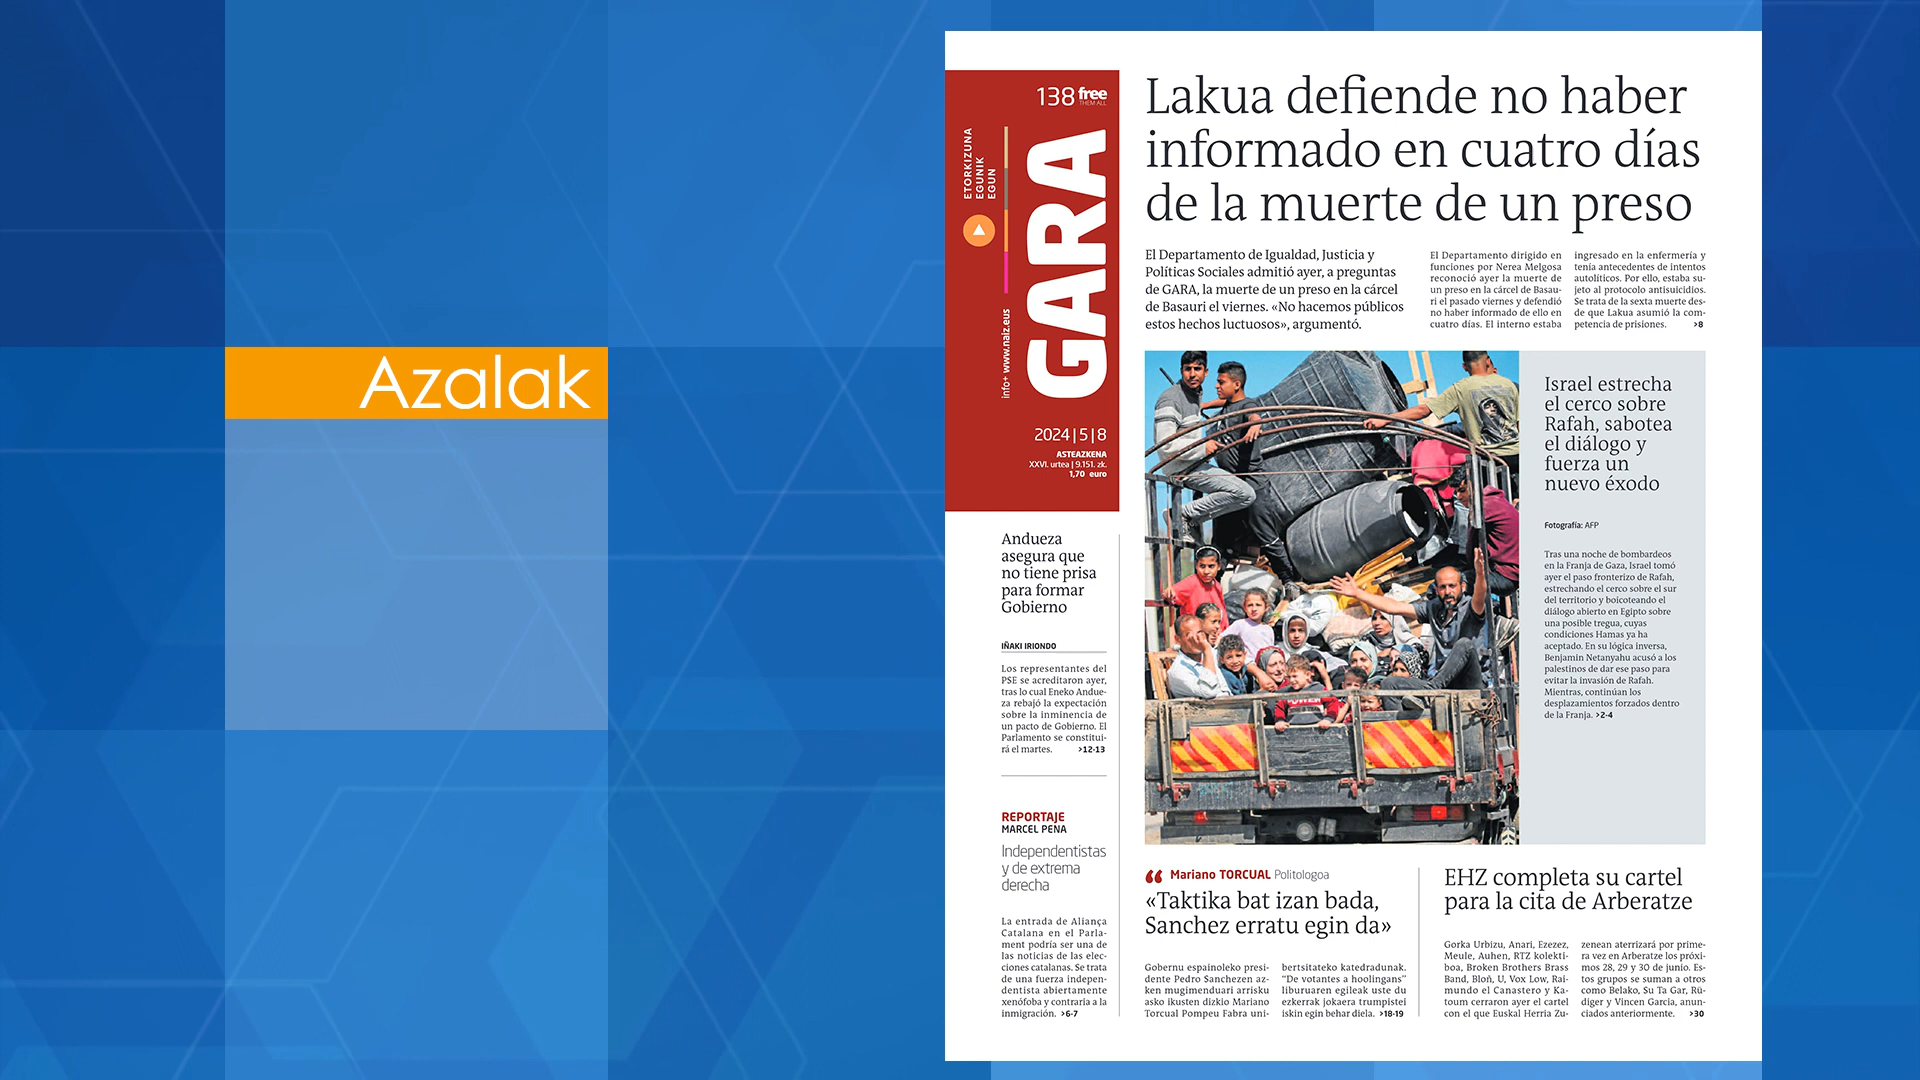 Azalak
138 free
THEM ALL
ETORKIZUNA
EGUNIK
EGUN
GARA
info+ www.naiz.eus
2024|5|8
ASTEAZKENA
XXVI. urtea | 9.151. zk.
1,70 euro
Lakua defiende no haber
informado en cuatro días
de la muerte de un preso
El Departamento de Igualdad, Justicia y
Políticas Sociales admitió ayer, a preguntas
de GARA, la muerte de un preso en la cárcel
de Basauri el viernes. «No hacemos públicos
estos hechos luctuosos», argumentó.
El Departamento dirigido en
funciones por Nerea Melgosa
reconoció ayer la muerte de
un preso en la cárcel de Basau-
ri el pasado viernes y defendió
no haber informado de ello en
cuatro días. El interno estaba
ingresado en la enfermería y
tenía antecedentes de intentos
autolíticos. Por ello, estaba su-
jeto al protocolo antisuicidios.
Se trata de la sexta muerte des-
de que Lakua asumió la com-
petencia de prisiones. >8
Israel estrecha
el cerco sobre
Rafah, sabotea
el diálogo y
fuerza un
nuevo éxodo
Fotografía: AFP
Tras una noche de bombardeos
en la Franja de Gaza, Israel tomó
ayer el paso fronterizo de Rafah,
estrechando el cerco sobre el sur
del territorio y boicoteando el
diálogo abierto en Egipto sobre
una posible tregua, cuyas
condiciones Hamas ya ha
aceptado. En su lógica inversa,
Benjamin Netanyahu acusó a los
palestinos de dar ese paso para
evitar la invasión de Rafah.
Mientras, continúan los
desplazamientos forzados dentro
de la Franja. >2-4
Andueza
asegura que
no tiene prisa
para formar
Gobierno
IÑAKI IRIONDO
Los representantes del
PSE se acreditaron ayer,
tras lo cual Eneko Andue-
za rebajó la expectación
sobre la inminencia de
un pacto de Gobierno. El
Parlamento se constitui-
rá el martes. >12-13
REPORTAJE
MARCEL PENA
Independentistas
y de extrema
derecha
La entrada de Aliança
Catalana en el Parla-
ment podría ser una de
las noticias de las elec-
ciones catalanas. Se trata
de una fuerza indepen-
dentista abiertamente
xenófoba y contraria a la
inmigración. >6-7
“ Mariano TORCUAL Politologoa
«Taktika bat izan bada,
Sanchez erratu egin da»
Gobernu espainoleko presi-
dente Pedro Sanchezen az-
ken mugimenduari arrisku
asko ikusten dizkio Mariano
Torcual Pompeu Fabra uni-
bertsitateko katedradunak.
“De votantes a hoolingans”
liburuaren egileak uste du
ezkerrak jokaera trumpistei
iskin egin behar diela. >18-19
EHZ completa su cartel
para la cita de Arberatze
Gorka Urbizu, Anari, Ezezez,
Meule, Auhen, RTZ kolekti-
boa, Broken Brothers Brass
Band, Bloñ, U, Vox Low, Rai-
mundo el Canastero y Ka-
toum cerraron ayer el cartel
con el que Euskal Herria Zu-
zenean aterrizará por prime-
ra vez en Arberatze los próxi-
mos 28, 29 y 30 de junio. Es-
tos grupos se suman a otros
como Belako, Su Ta Gar, Rü-
diger y Vincen Garcia, anun-
ciados anteriormente. >30